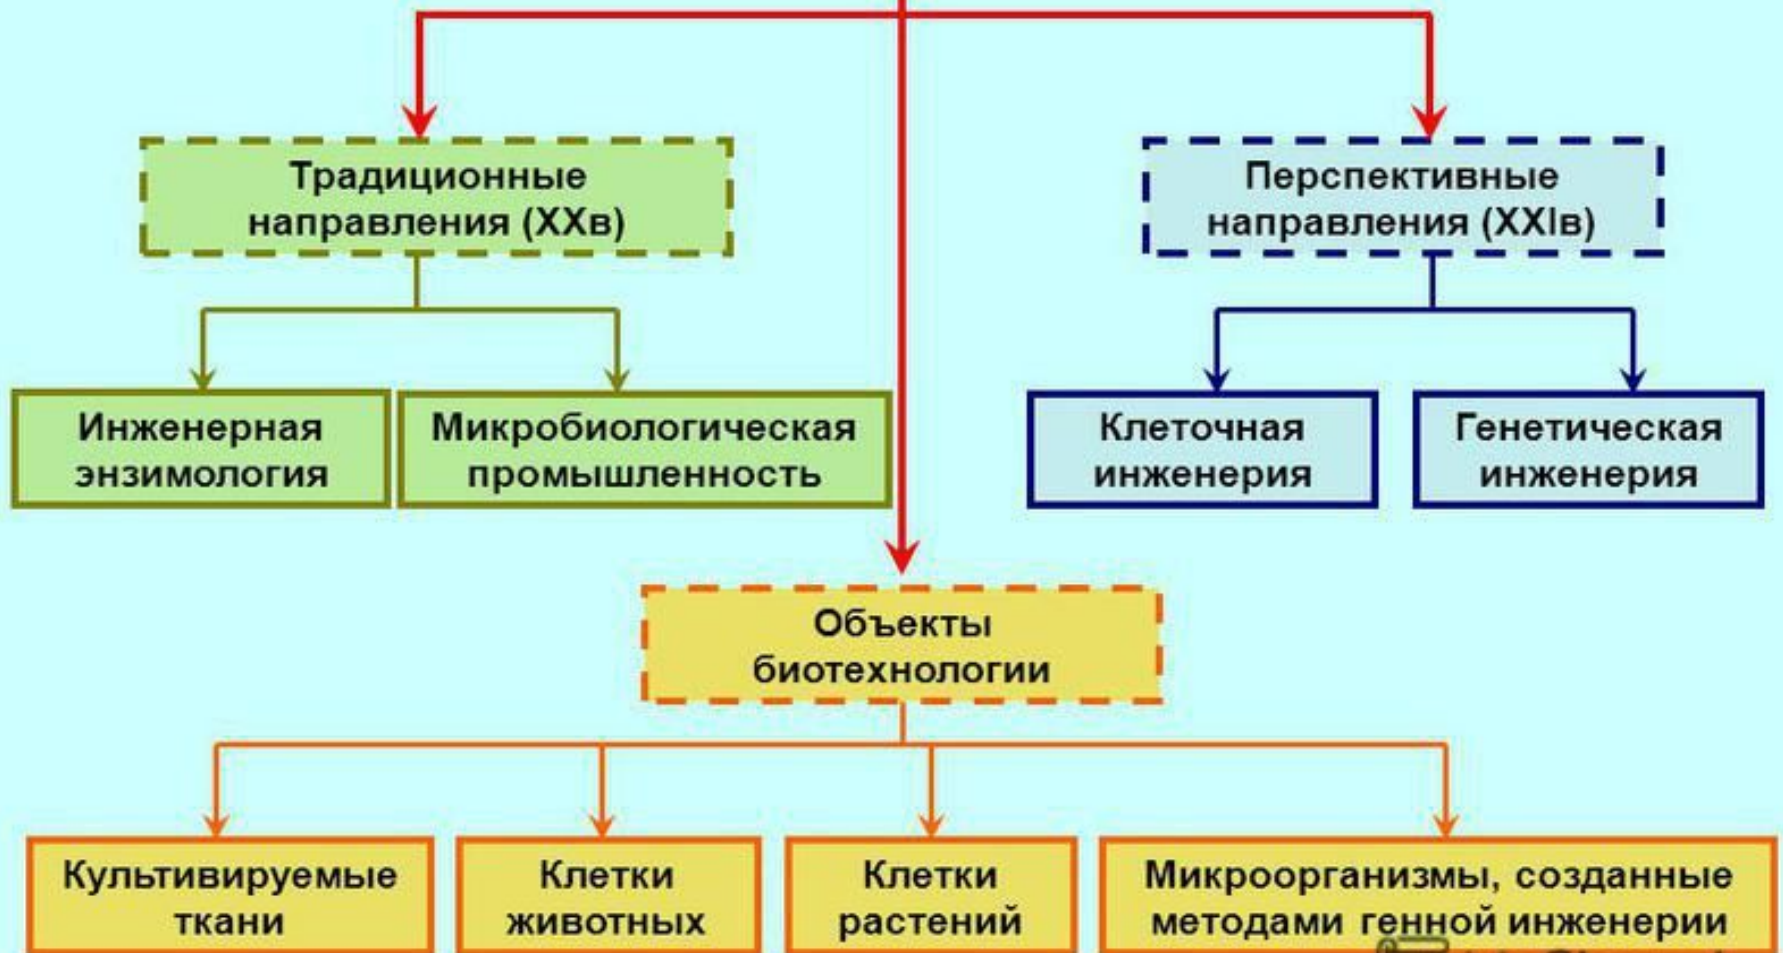 Традиционные
направления (XXв)
Перспективные
направления (XXIв)
Инженерная
энзимология
Микробиологическая
промышленность
Клеточная
инженерия
Генетическая
инженерия
Объекты
биотехнологии
Культивируемые
ткани
Клетки
животных
Клетки
растений
Микроорганизмы, созданные
методами генной инженерии